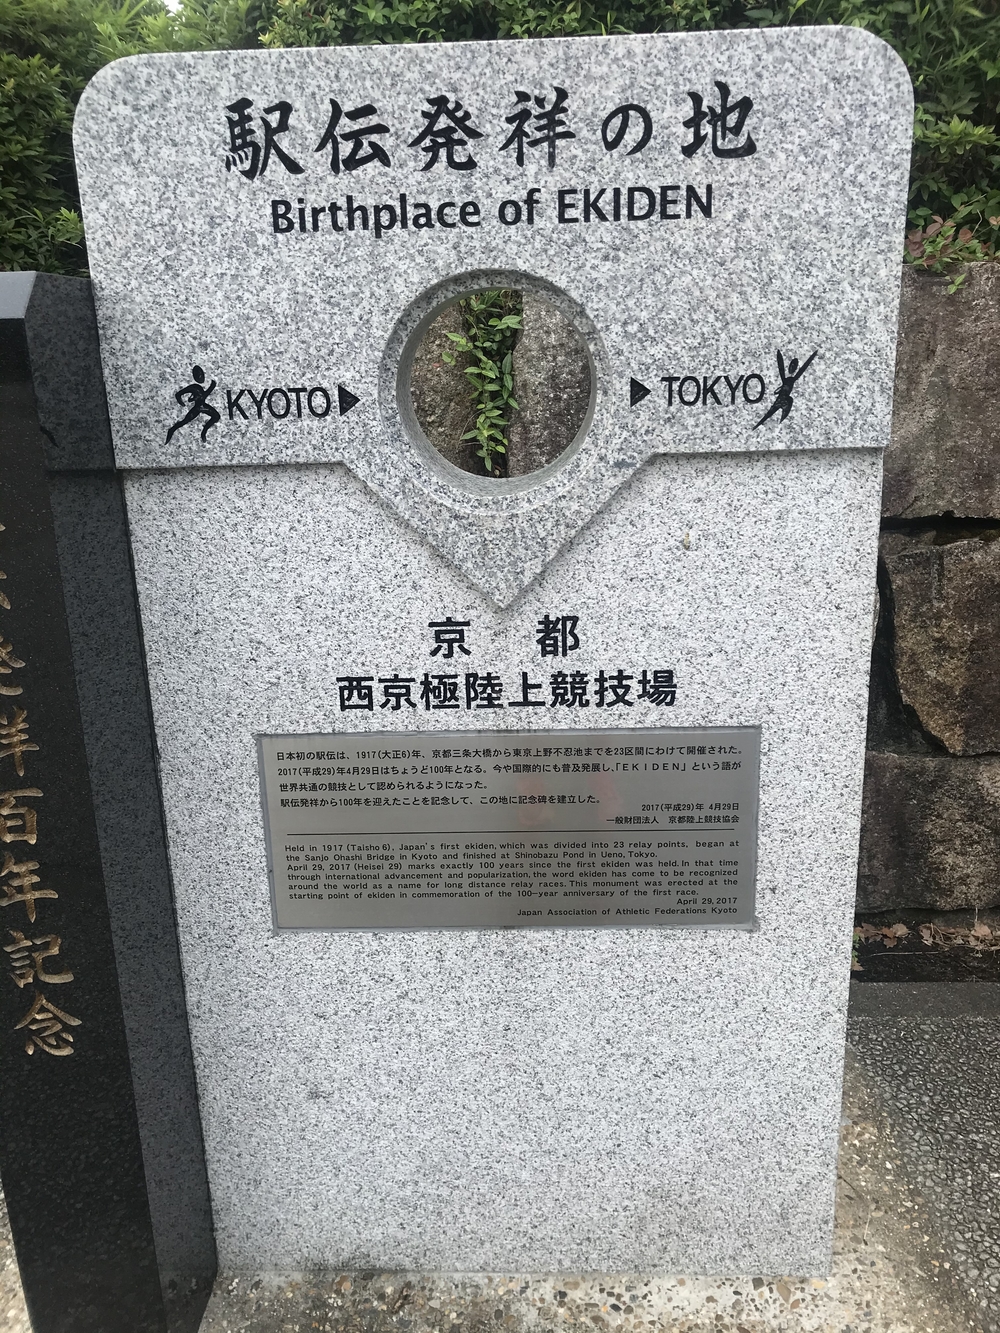 駅伝発祥の地
Birthplace of EKIDEN
KYOTO
TOKYO
京 都
西京極陸上競技場
日本初の駅伝は、1917(大正6)年、京都三条大橋から東京上野不忍池までを23区間にわけて開催された。
2017(平成29)年4月29日はちょうど100年となる。今や国際的にも普及発展し、「ＥＫＩＤＥＮ」という語が
世界共通の競技として認められるようになった。
駅伝発祥から100年を迎えたことを記念して、この地に記念碑を建立した。
2017(平成29)年 4月29日
一般財団法人 京都陸上競技協会
Held in 1917 (Taisho 6), Japan's first ekiden, which was divided into 23 relay points, began at
the Sanjo Ohashi Bridge in Kyoto and finished at Shinobazu Pond in Ueno, Tokyo.
April 29, 2017 (Heisei 29) marks exactly 100 years since the first ekiden was held. In that time
through international advancement and popularization, the word ekiden has come to be recognized
around the world as a name for long distance relay races. This monument was erected at the
starting point of ekiden in commemoration of the 100-year anniversary of the first race.
April 29, 2017
Japan Association of Athletic Federations Kyoto
祥百年記念